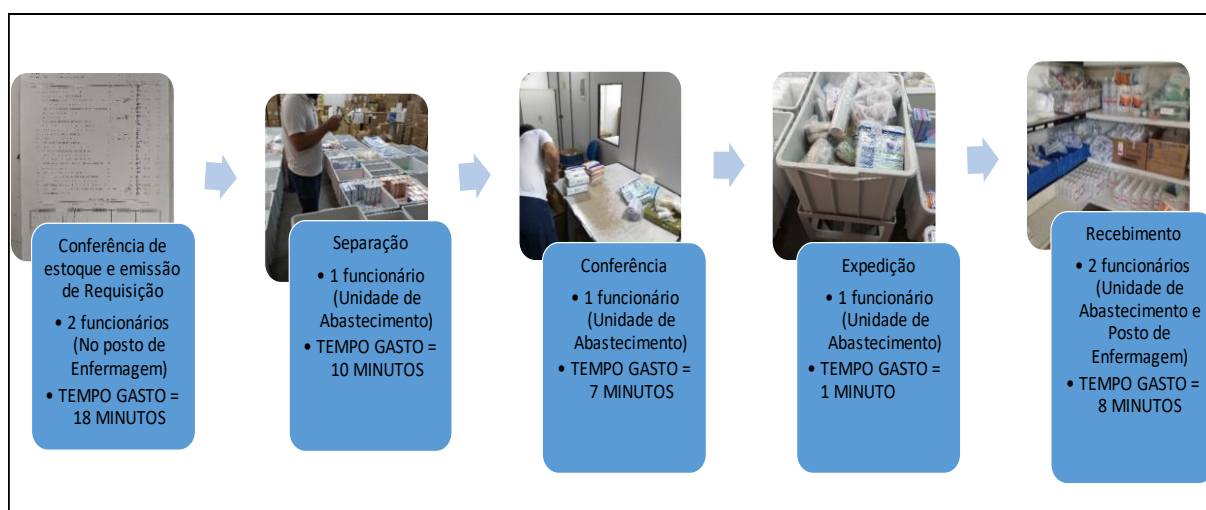 Conferência de
estoque e emissão
de Requisição
• 2 funcionários
(No posto de
Enfermagem)
• TEMPO GASTO =
18 MINUTOS
Separação
• 1 funcionário
(Unidade de
Abastecimento)
• TEMPO GASTO =
10 MINUTOS
Conferência
• 1 funcionário
(Unidade de
Abastecimento)
• TEMPO GASTO =
7 MINUTOS
Expedição
• 1 funcionário
(Unidade de
Abastecimento)
• TEMPO GASTO =
1 MINUTO
Recebimento
• 2 funcionários
(Unidade de
Abastecimento e
Posto de
Enfermagem)
• TEMPO GASTO =
8 MINUTOS